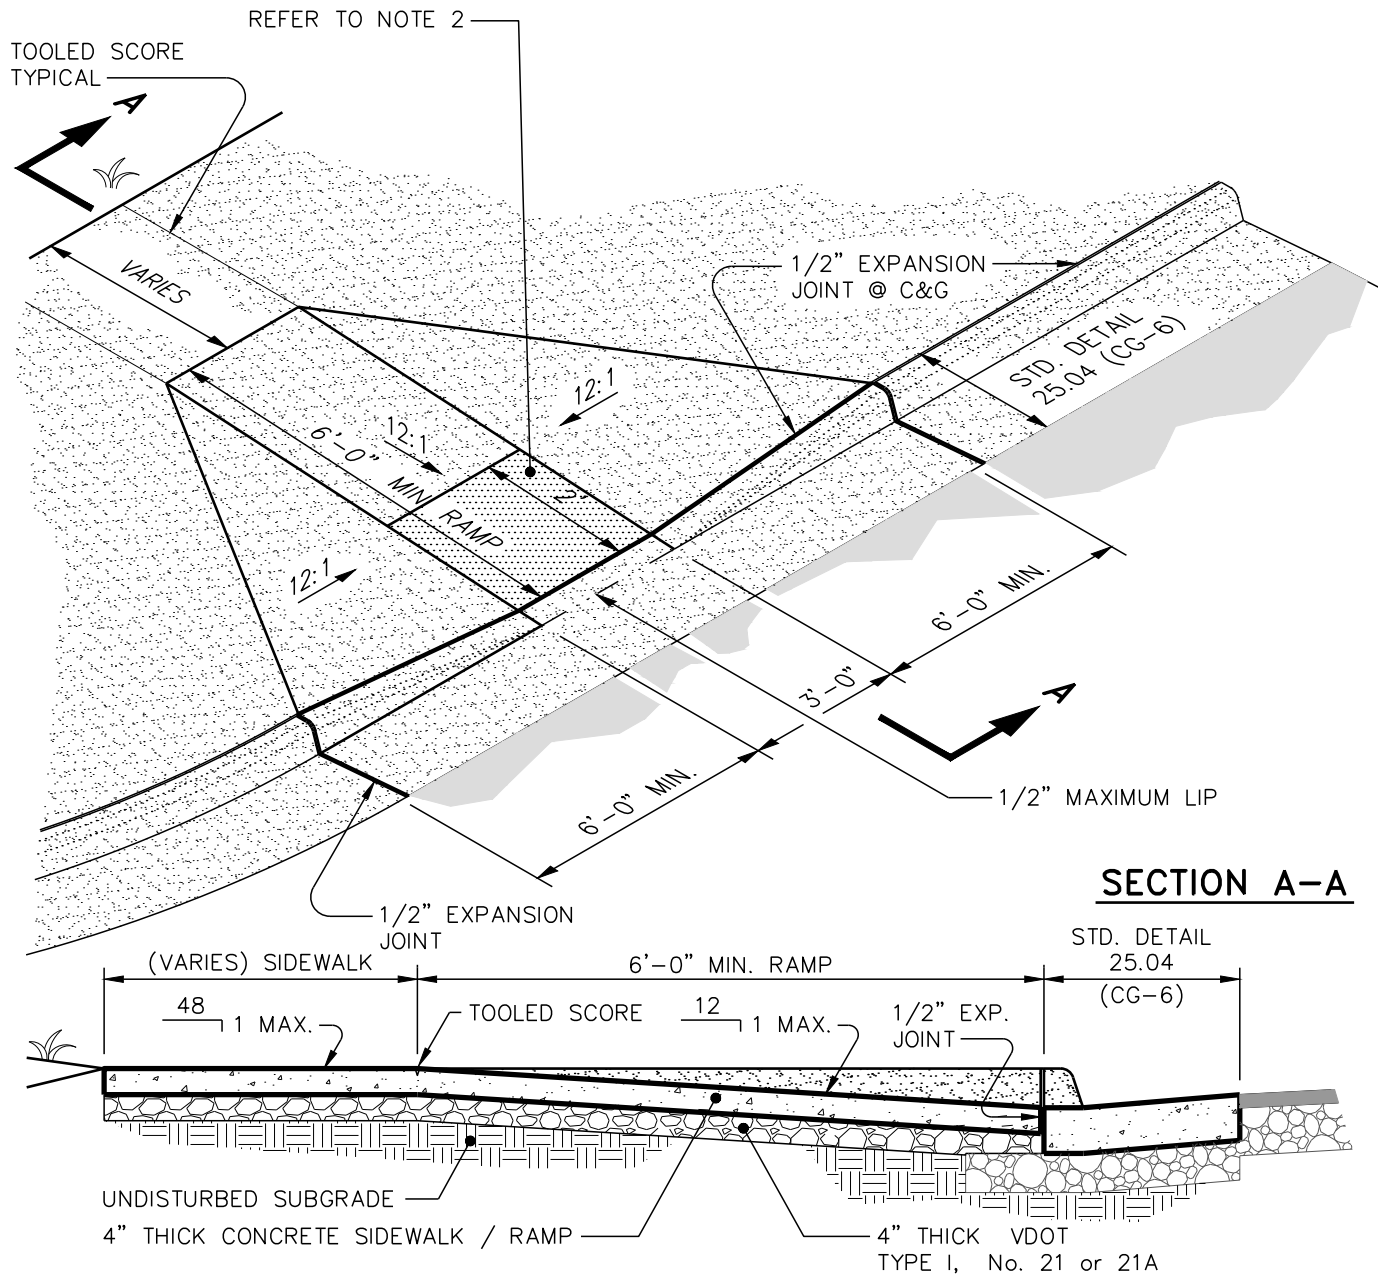 REFER TO NOTE 2
TOOLED SCORE
TYPICAL
A
VARIES
1/2" EXPANSION
JOINT @ C&G
STD. DETAIL
25.04 (CG-6)
12:1
12:1
6'-0" MIN RAMP
2'
12:1
6'-0" MIN.
3'-0"
A
6'-0" MIN.
1/2" MAXIMUM LIP
1/2" EXPANSION
JOINT
SECTION A-A
(VARIES) SIDEWALK
6'-0" MIN. RAMP
STD. DETAIL
25.04
(CG-6)
48
1 MAX.
TOOLED SCORE
12
1 MAX.
1/2" EXP.
JOINT
UNDISTURBED SUBGRADE
4" THICK CONCRETE SIDEWALK / RAMP
4" THICK VDOT
TYPE I, No. 21 or 21A